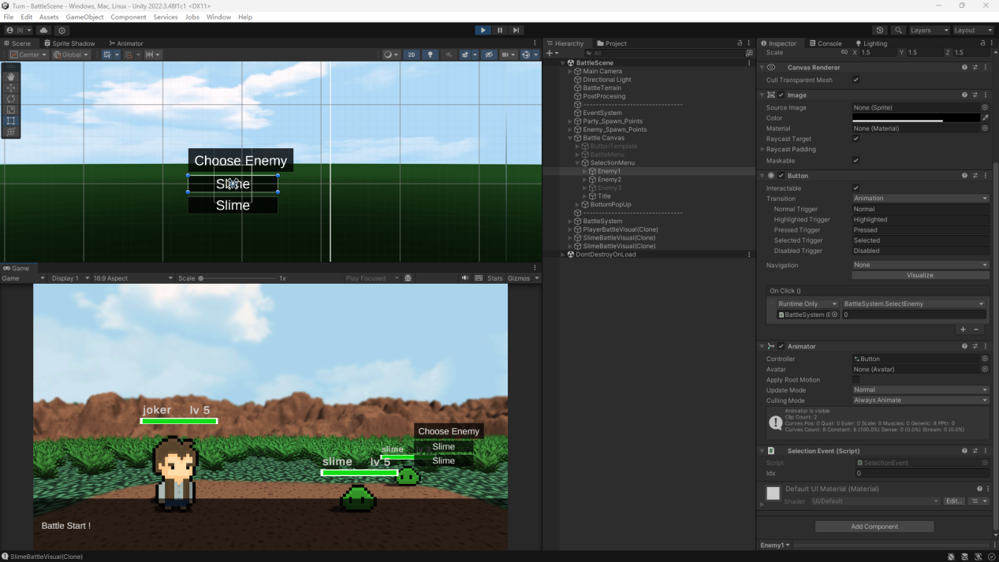 Turn - BattleScene - Windows, Mac, Linux - Unity 2022.3.48f1c1 <DX11>
File Edit Assets GameObject Component Services Jobs Window Help
Layers Layout
Scene Sprite Shadow Animator
Center Global 2D
Choose Enemy
Slime
Slime
Game
Game Display 1 16:9 Aspect Scale 1x Play Focused Stats Gizmos
joker lv 5
slime
slime lv 5
Choose Enemy
Slime
Slime
Battle Start !
Hierarchy Project
All
BattleScene
Main Camera
Directional Light
BattleTerrain
PostProcesing
--------------------------------
EventSystem
Party_Spawn_Points
Enemy_Spawn_Points
Battle Canvas
ButtonTemplate
BattleMenu
SelectionMenu
Enemy1
Enemy2
Enemy3
Title
BottomPopUp
--------------------------------
BattleSystem
PlayerBattleVisual(Clone)
SlimeBattleVisual(Clone)
SlimeBattleVisual(Clone)
DontDestroyOnLoad
Inspector Console Lighting
Scale X 1.5 Y 1.5 Z 1.5
Canvas Renderer
Cull Transparent Mesh
Image
Source Image None (Sprite)
Color
Material None (Material)
Raycast Target
Raycast Padding
Maskable
Button
Interactable
Transition Animation
Normal Trigger Normal
Highlighted Trigger Highlighted
Pressed Trigger Pressed
Selected Trigger Selected
Disabled Trigger Disabled
Navigation None
Visualize
On Click ()
Runtime Only BattleSystem.SelectEnemy
BattleSystem (E 0
+ -
Animator
Controller Button
Avatar None (Avatar)
Apply Root Motion
Update Mode Normal
Culling Mode Always Animate
Animator is visible
Clip Count: 2
Curves Pos: 0 Quat: 0 Euler: 0 Scale: 0 Muscles: 0 Generic: 8 PPtr: 0
Curves Count: 8 Constant: 8 (100.0%) Dense: 0 (0.0%) Stream: 0 (0.0%)
Selection Event (Script)
Script SelectionEvent
Idx 0
Default UI Material (Material)
Shader UI/Default Edit...
Add Component
Enemy1
SlimeBattleVisual(Clone)